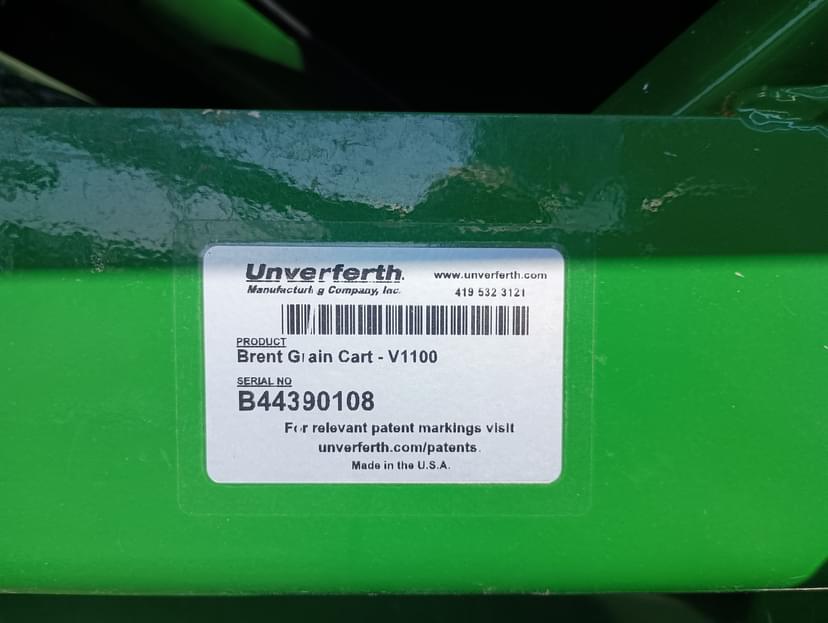 Unverferth.
www.unverferth.com
Manufacturing Company, Inc.
419 532 3121
PRODUCT
Brent Grain Cart - V1100
SERIAL NO
B44390108
For relevant patent markings visit
unverferth.com/patents.
Made in the U.S.A.